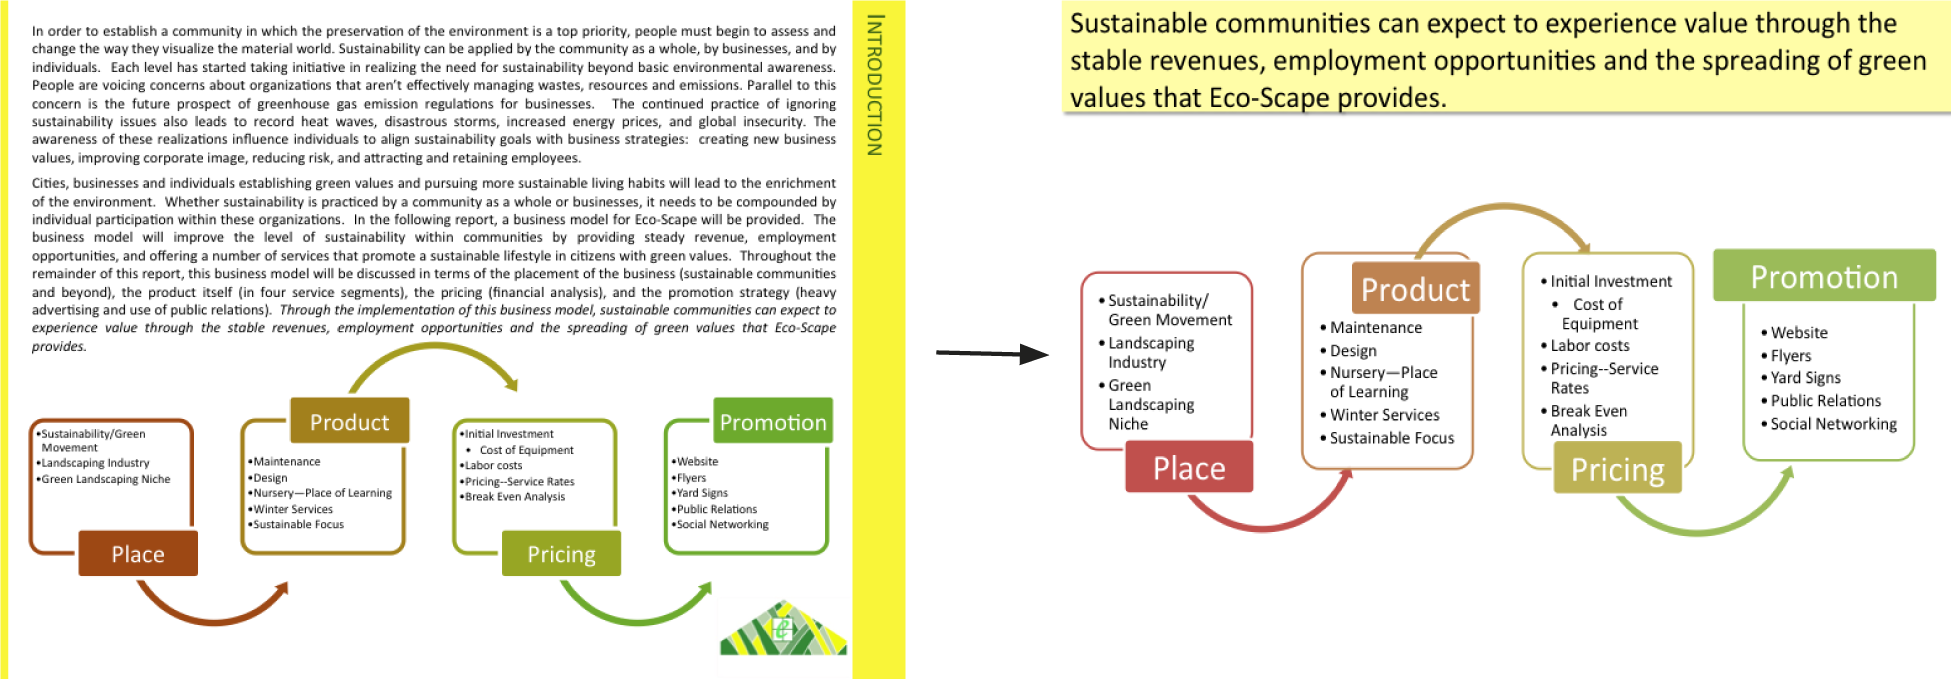 In order to establish a community in which the preservation of the environment is a top priority, people must begin to assess and
change the way they visualize the material world. Sustainability can be applied by the community as a whole, by businesses, and by
individuals.  Each level has started taking initiative in realizing the need for sustainability beyond basic environmental awareness.
People are voicing concerns about organizations that aren't effectively managing wastes, resources and emissions. Parallel to this
concern is the future prospect of greenhouse gas emission regulations for businesses.  The continued practice of ignoring
sustainability issues also leads to record heat waves, disastrous storms, increased energy prices, and global insecurity. The
awareness of these realizations influence individuals to align sustainability goals with business strategies:  creating new business
values, improving corporate image, reducing risk, and attracting and retaining employees.
Cities, businesses and individuals establishing green values and pursuing more sustainable living habits will lead to the enrichment
of the environment.  Whether sustainability is practiced by a community as a whole or businesses, it needs to be compounded by
individual participation within these organizations.  In the following report, a business model for Eco-Scape will be provided.  The
business model will improve the level of sustainability within communities by providing steady revenue, employment
opportunities, and offering a number of services that promote a sustainable lifestyle in citizens with green values.  Throughout the
remainder of this report, this business model will be discussed in terms of the placement of the business (sustainable communities
and beyond), the product itself (in four service segments), the pricing (financial analysis), and the promotion strategy (heavy
advertising and use of public relations).  Through the implementation of this business model, sustainable communities can expect to
experience value through the stable revenues, employment opportunities and the spreading of green values that Eco-Scape
provides.
INTRODUCTION
•Sustainability/Green
Movement
•Landscaping Industry
•Green Landscaping Niche
Place
Product
•Maintenance
•Design
•Nursery—Place of Learning
•Winter Services
•Sustainable Focus
•Initial Investment
• Cost of Equipment
•Labor costs
•Pricing--Service Rates
•Break Even Analysis
Pricing
Promotion
•Website
•Flyers
•Yard Signs
•Public Relations
•Social Networking
Sustainable communities can expect to experience value through the
stable revenues, employment opportunities and the spreading of green
values that Eco-Scape provides.
• Sustainability/
Green Movement
• Landscaping
Industry
• Green
Landscaping
Niche
Place
Product
• Maintenance
• Design
• Nursery—Place
of Learning
• Winter Services
• Sustainable Focus
• Initial Investment
• Cost of
Equipment
• Labor costs
• Pricing--Service
Rates
• Break Even
Analysis
Pricing
Promotion
• Website
• Flyers
• Yard Signs
• Public Relations
• Social Networking